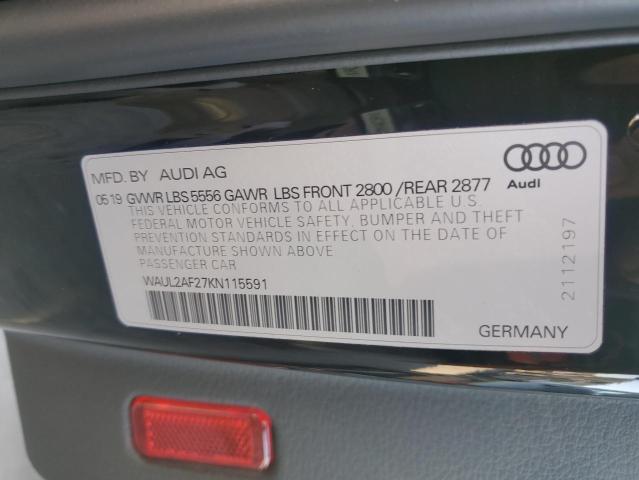 MFD. BY AUDI AG
Audi
05 19 GVWR LBS 5556 GAWR LBS FRONT 2800 /REAR 2877
THIS VEHICLE CONFORMS TO ALL APPLICABLE U.S.
FEDERAL MOTOR VEHICLE SAFETY, BUMPER AND THEFT
PREVENTION STANDARDS IN EFFECT ON THE DATE OF
MANUFACTURE SHOWN ABOVE
PASSENGER CAR
WAUL2AF27KN115591
2112197
GERMANY